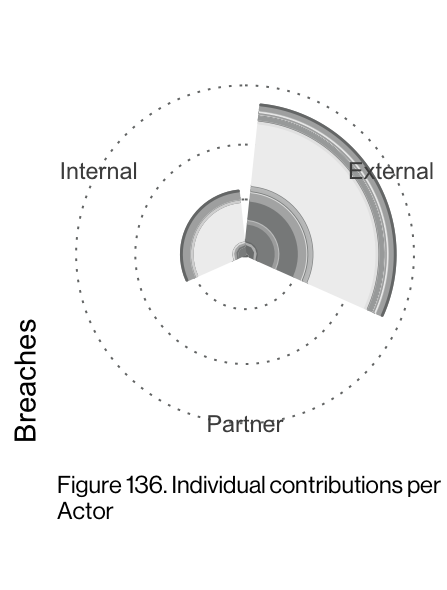 Internal
External
Partner
Breaches
Figure 136. Individual contributions per
Actor